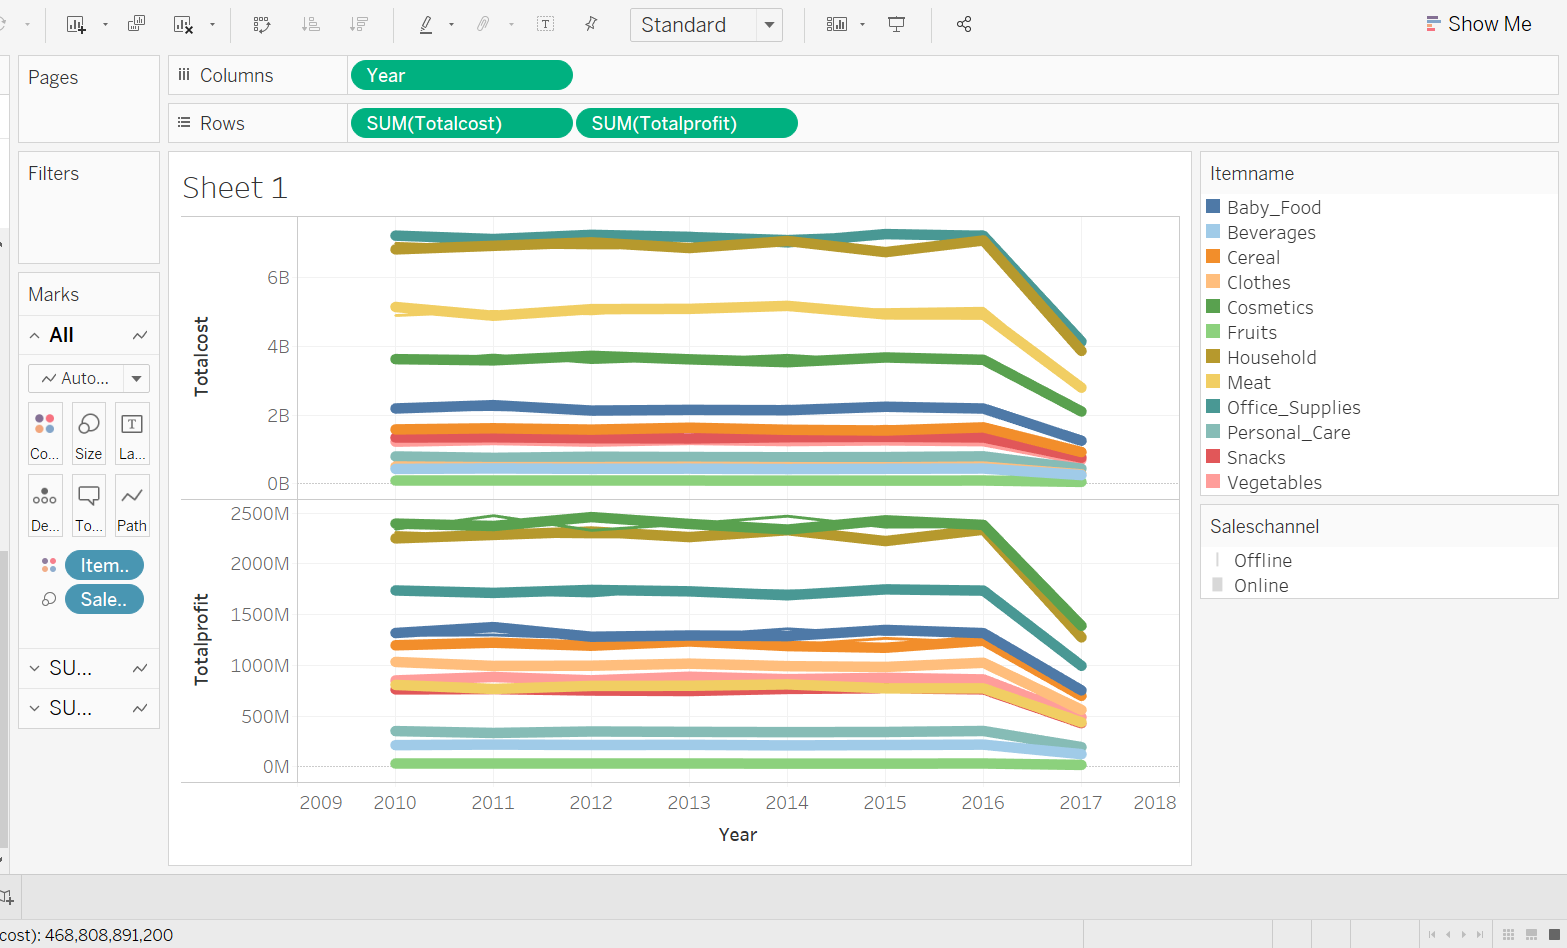 Standard
Show Me
Pages
Columns
Year
Rows
SUM(Totalcost)
SUM(Totalprofit)
Filters
Marks
All
Auto...
Co...
Size
La...
De...
To...
Path
Item..
Sale..
SU...
SU...
Sheet 1
Totalcost
6B
4B
2B
0B
Totalprofit
2500M
2000M
1500M
1000M
500M
0M
2009 2010 2011 2012 2013 2014 2015 2016 2017 2018
Year
Itemname
Baby_Food
Beverages
Cereal
Clothes
Cosmetics
Fruits
Household
Meat
Office_Supplies
Personal_Care
Snacks
Vegetables
Saleschannel
Offline
Online
cost): 468,808,891,200